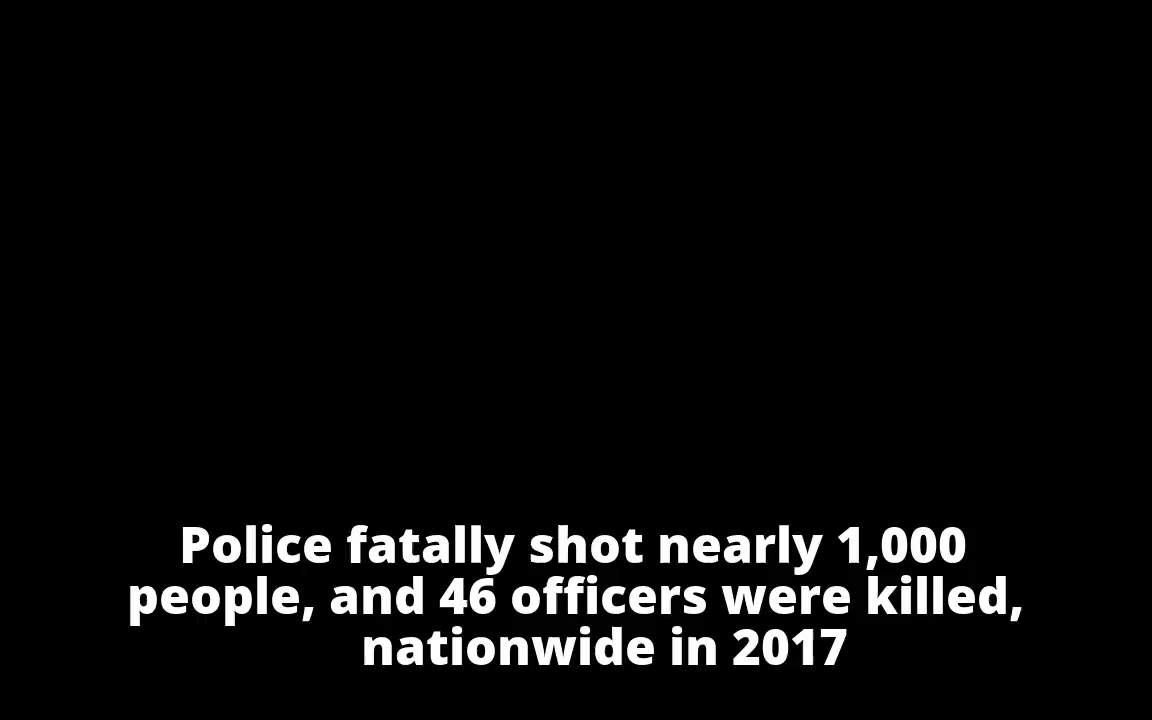 Police fatally shot nearly 1,000
people, and 46 officers were killed,
nationwide in 2017